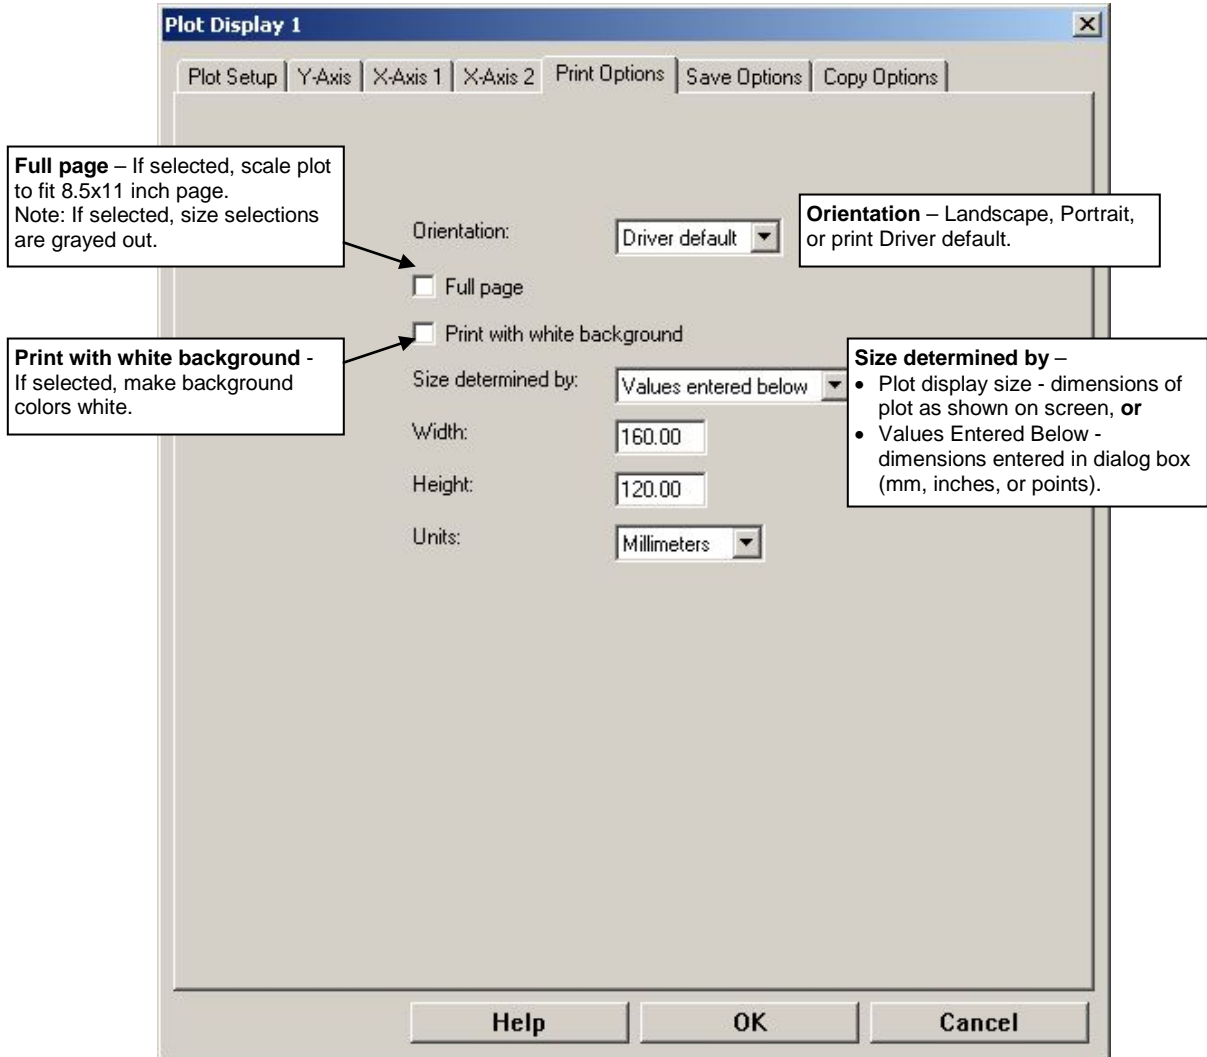 Plot Display 1
Plot Setup Y-Axis X-Axis 1 X-Axis 2 Print Options Save Options Copy Options
Full page – If selected, scale plot
to fit 8.5x11 inch page.
Note: If selected, size selections
are grayed out.
Orientation: Driver default
Orientation – Landscape, Portrait,
or print Driver default.
Full page
Print with white background
Print with white background -
If selected, make background
colors white.
Size determined by: Values entered below
Size determined by –
• Plot display size - dimensions of
plot as shown on screen, or
• Values Entered Below -
dimensions entered in dialog box
(mm, inches, or points).
Width: 160.00
Height: 120.00
Units: Millimeters
Help OK Cancel